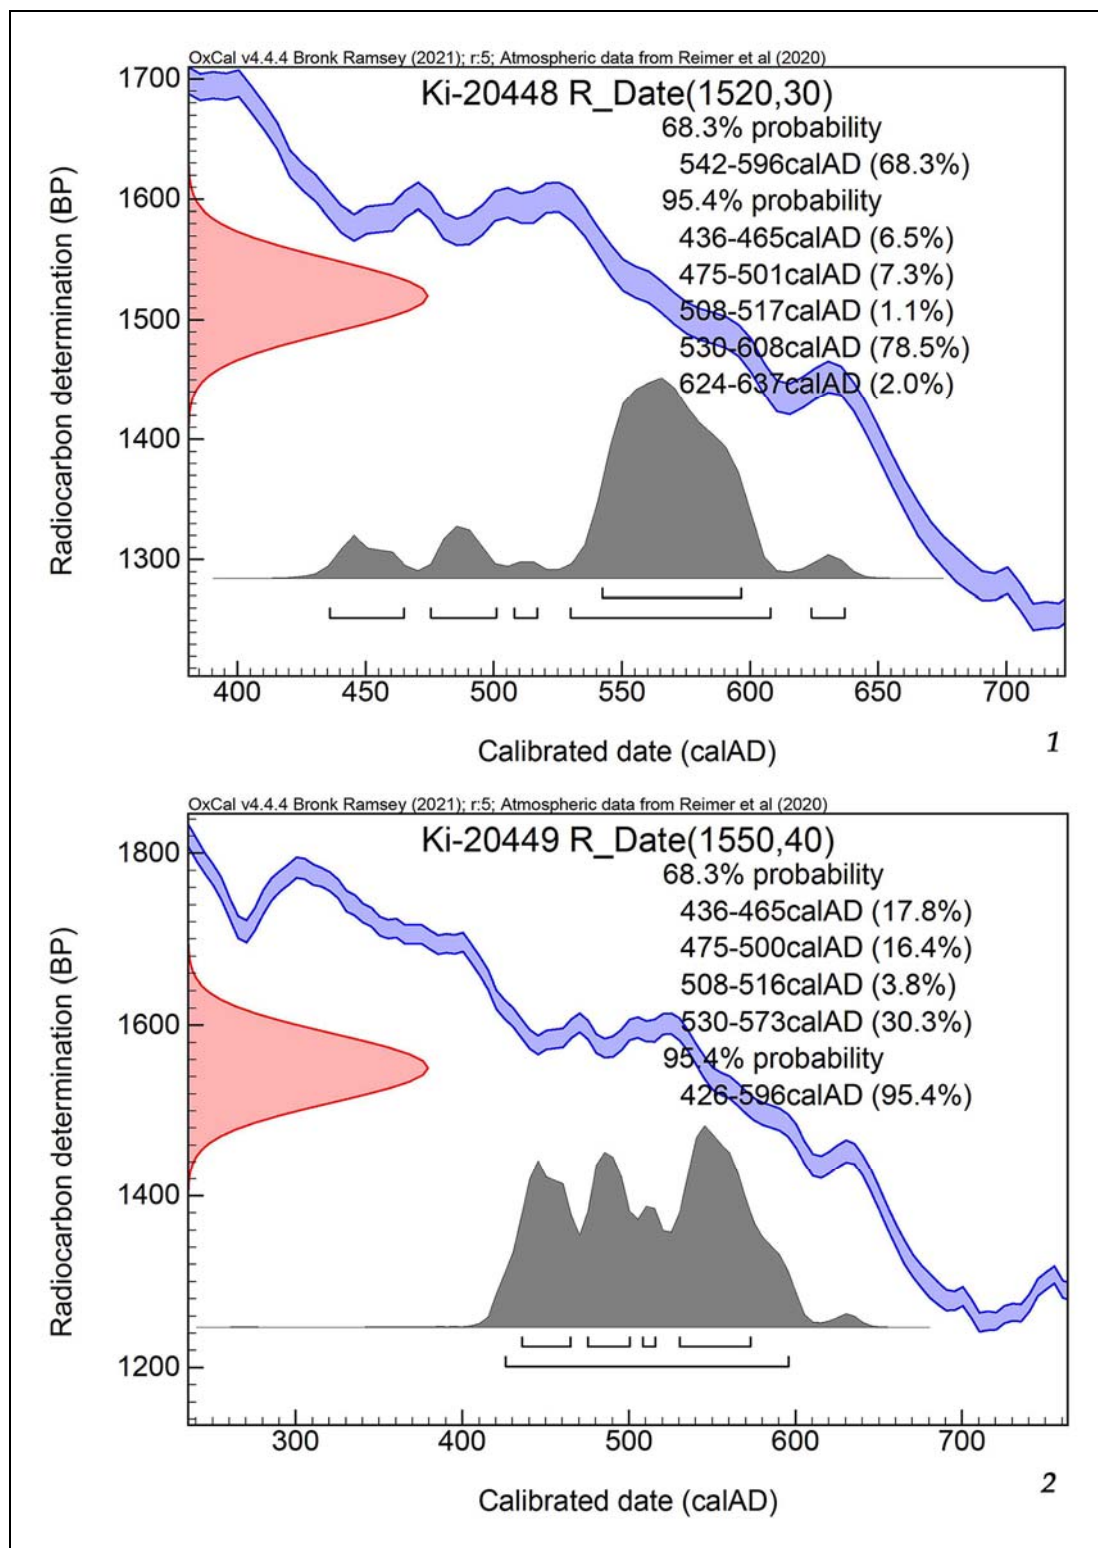 OxCal v4.4.4 Bronk Ramsey (2021); r:5; Atmospheric data from Reimer et al (2020)
Ki-20448 R_Date(1520,30)
68.3% probability
542-596calAD (68.3%)
95.4% probability
436-465calAD (6.5%)
475-501calAD (7.3%)
508-517calAD (1.1%)
530-608calAD (78.5%)
624-637calAD (2.0%)
Radiocarbon determination (BP)
1700
1600
1500
1400
1300
400 450 500 550 600 650 700
Calibrated date (calAD)
1
OxCal v4.4.4 Bronk Ramsey (2021); r:5; Atmospheric data from Reimer et al (2020)
Ki-20449 R_Date(1550,40)
68.3% probability
436-465calAD (17.8%)
475-500calAD (16.4%)
508-516calAD (3.8%)
530-573calAD (30.3%)
95.4% probability
426-596calAD (95.4%)
Radiocarbon determination (BP)
1800
1600
1400
1200
300 400 500 600 700
Calibrated date (calAD)
2